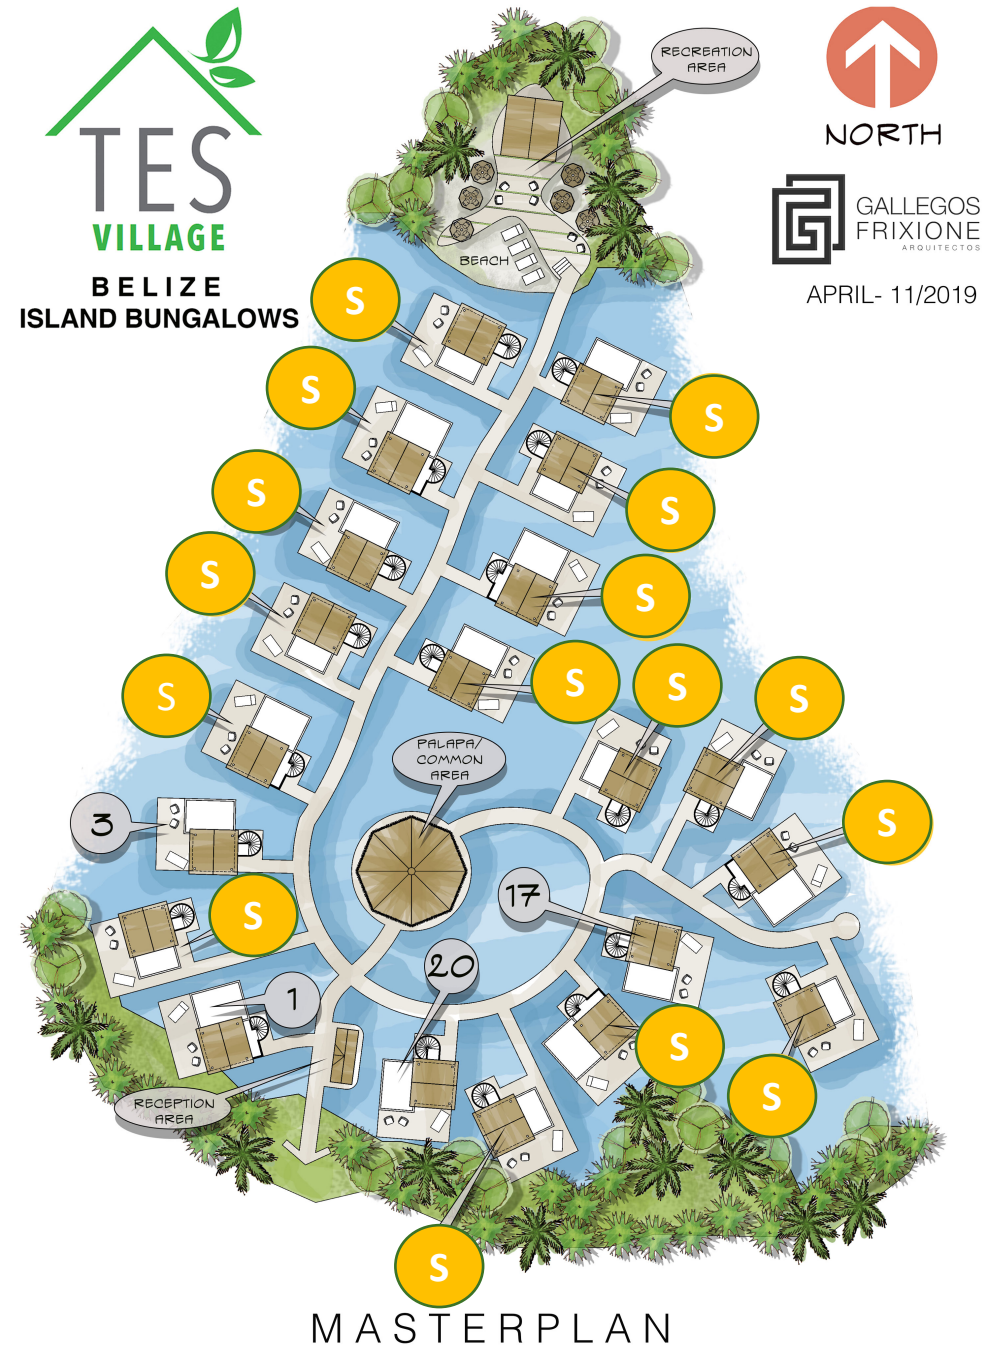 TES
VILLAGE
BELIZE
ISLAND BUNGALOWS
RECREATION
AREA
NORTH
GALLEGOS
FRIXIONE
ARQUITECTOS
APRIL- 11/2019
BEACH
S
S
S
S
S
S
S
S
S
S
S
S
PALAPA/
COMMON
AREA
3
S
17
S
20
1
S
S
RECEPTION
AREA
S
MASTERPLAN